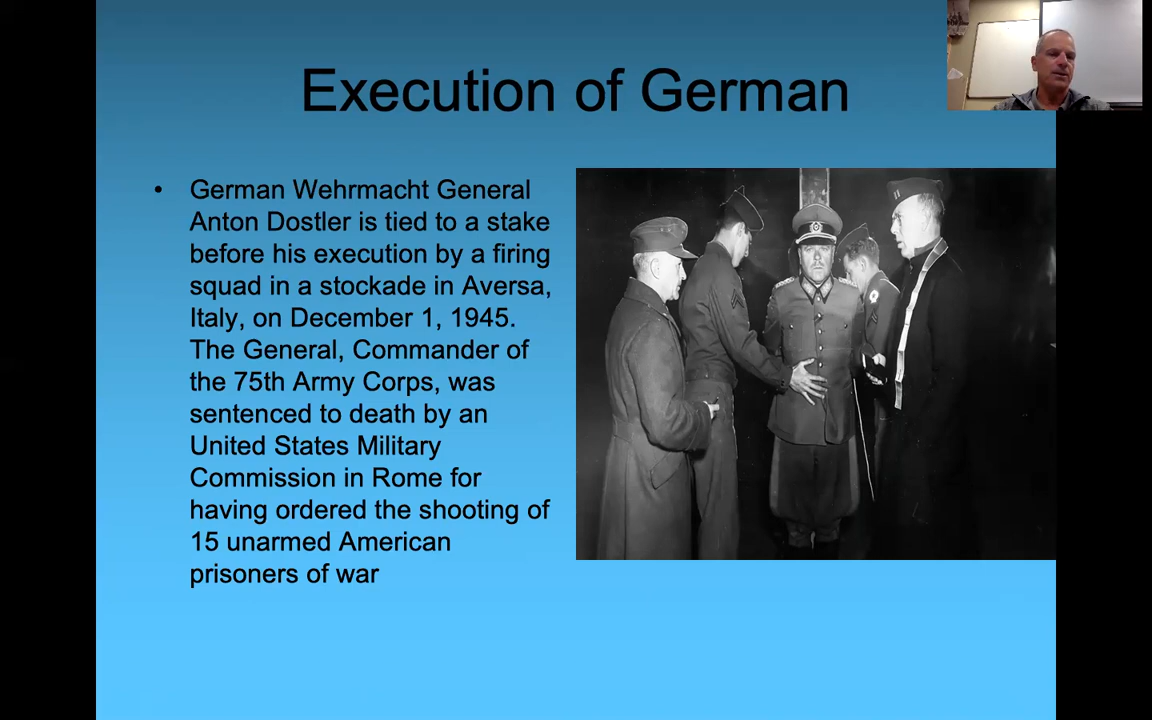 Execution of German
• German Wehrmacht General
Anton Dostler is tied to a stake
before his execution by a firing
squad in a stockade in Aversa,
Italy, on December 1, 1945.
The General, Commander of
the 75th Army Corps, was
sentenced to death by an
United States Military
Commission in Rome for
having ordered the shooting of
15 unarmed American
prisoners of war